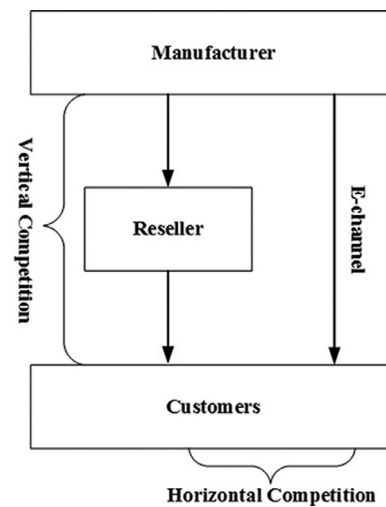 Manufacturer
Vertical Competition
Reseller
E-channel
Customers
Horizontal Competition